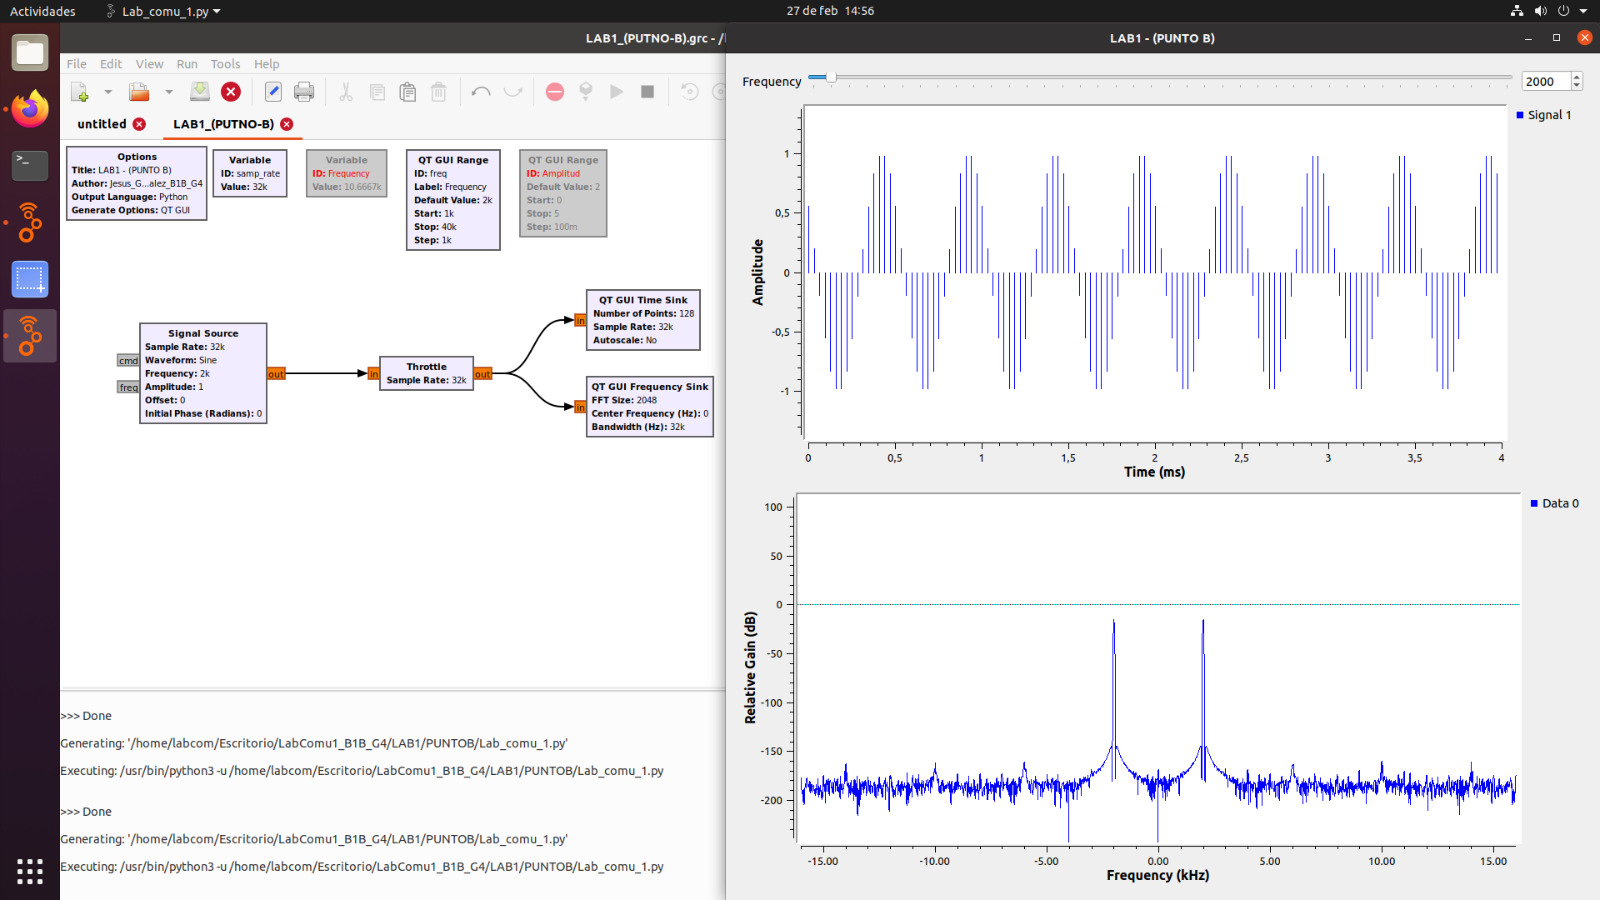 Actividades
Lab_comu_1.py
27 de feb 14:56
LAB1_(PUTNO-B).grc - /
File Edit View Run Tools Help
untitled
LAB1_(PUTNO-B)
Options
Title: LAB1 - (PUNTO B)
Author: Jesus_G...alez_B1B_G4
Output Language: Python
Generate Options: QT GUI
Variable
ID: samp_rate
Value: 32k
Variable
ID: Frequency
Value: 10.6667k
QT GUI Range
ID: freq
Label: Frequency
Default Value: 2k
Start: 1k
Stop: 40k
Step: 1k
QT GUI Range
ID: Amplitud
Default Value: 2
Start: 0
Stop: 5
Step: 100m
Signal Source
Sample Rate: 32k
Waveform: Sine
Frequency: 2k
Amplitude: 1
Offset: 0
Initial Phase (Radians): 0
cmd
freq
out
in
Throttle
Sample Rate: 32k
out
in
QT GUI Time Sink
Number of Points: 128
Sample Rate: 32k
Autoscale: No
in
QT GUI Frequency Sink
FFT Size: 2048
Center Frequency (Hz): 0
Bandwidth (Hz): 32k
>>> Done
Generating: '/home/labcom/Escritorio/LabComu1_B1B_G4/LAB1/PUNTOB/Lab_comu_1.py'
Executing: /usr/bin/python3 -u /home/labcom/Escritorio/LabComu1_B1B_G4/LAB1/PUNTOB/Lab_comu_1.py
>>> Done
Generating: '/home/labcom/Escritorio/LabComu1_B1B_G4/LAB1/PUNTOB/Lab_comu_1.py'
Executing: /usr/bin/python3 -u /home/labcom/Escritorio/LabComu1_B1B_G4/LAB1/PUNTOB/Lab_comu_1.py
LAB1 - (PUNTO B)
Frequency
2000
Signal 1
Amplitude
1
0,5
0
-0,5
-1
0 0,5 1 1,5 2 2,5 3 3,5 4
Time (ms)
Data 0
Relative Gain (dB)
100
50
0
-50
-100
-150
-200
-15.00 -10.00 -5.00 0.00 5.00 10.00 15.00
Frequency (kHz)